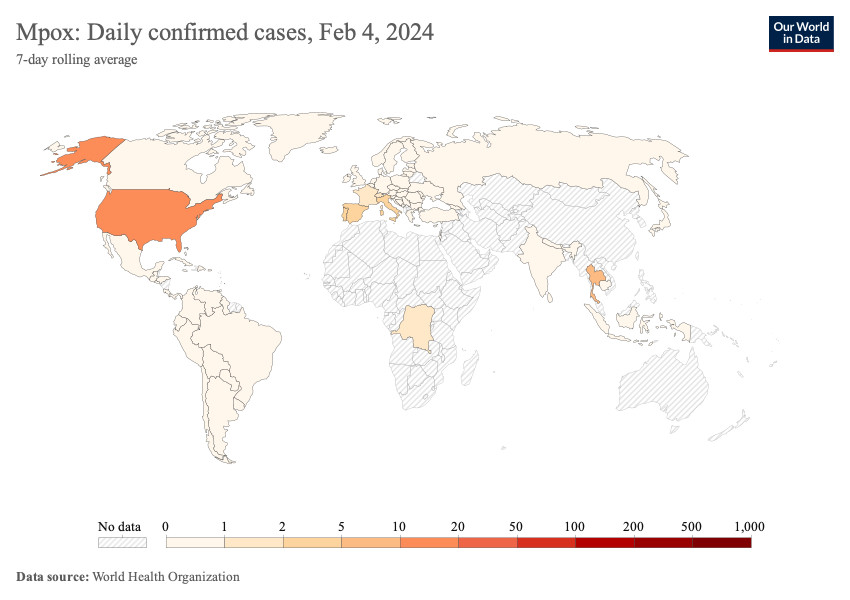 Mpox: Daily confirmed cases, Feb 4, 2024
7-day rolling average
Our World
in Data
No data 0 1 2 5 10 20 50 100 200 500 1,000
Data source: World Health Organization